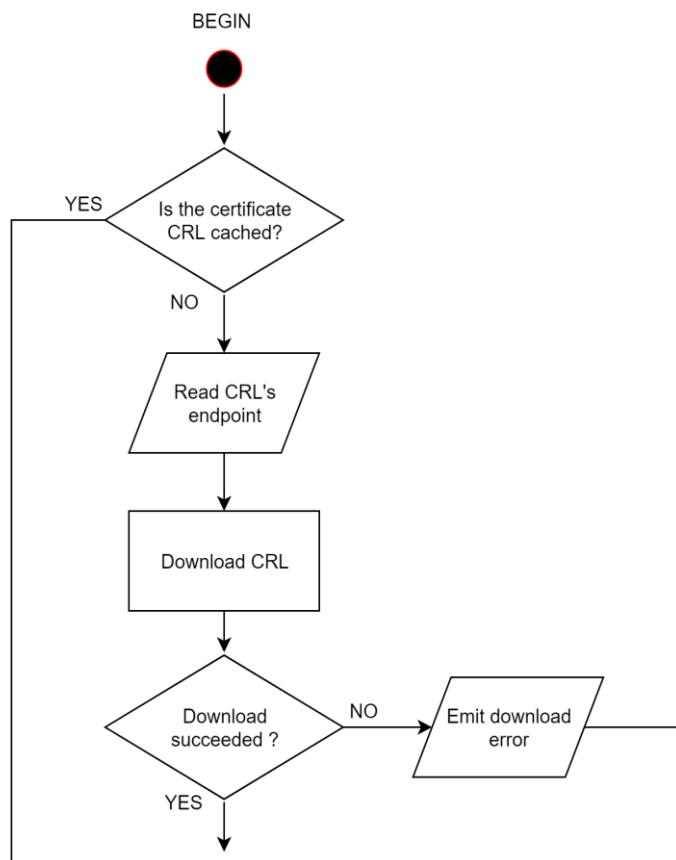 BEGIN
YES
Is the certificate
CRL cached?
NO
Read CRL's
endpoint
Download CRL
Download
succeeded ?
NO
Emit download
error
YES